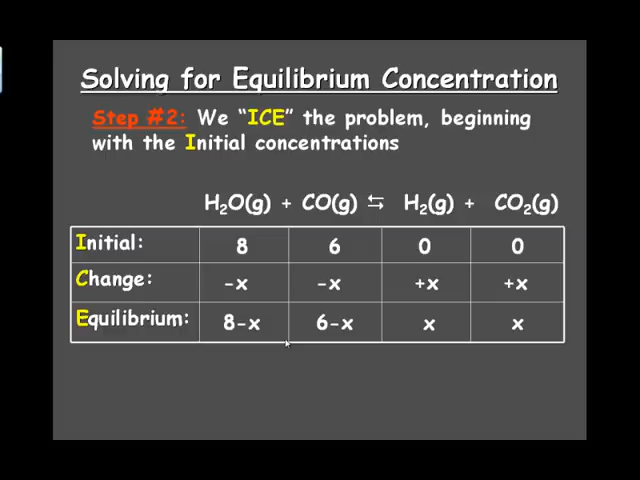 Solving for Equilibrium Concentration
Step #2: We “ICE” the problem, beginning
with the Initial concentrations
H₂O(g) + CO(g) ⇆ H₂(g) + CO₂(g)
Initial: 8 6 0 0
Change: -x -x +x +x
Equilibrium: 8-x 6-x x x